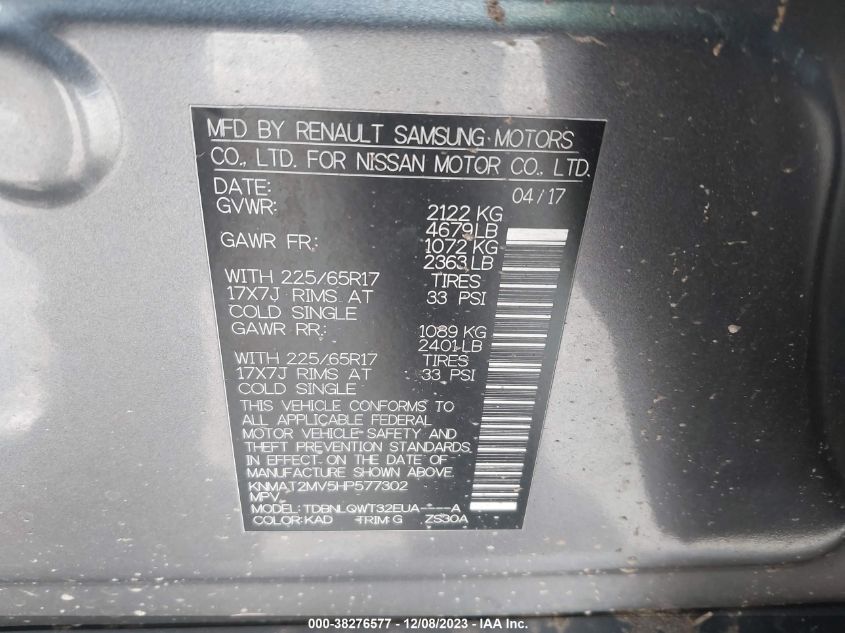 MFD BY RENAULT SAMSUNG MOTORS
CO., LTD. FOR NISSAN MOTOR CO., LTD.
DATE: 04/17
GVWR: 2122 KG
4679LB
GAWR FR.: 1072 KG
2363LB
WITH 225/65R17 TIRES
17X7J RIMS AT 33 PSI
COLD SINGLE
GAWR RR.: 1089 KG
2401LB
WITH 225/65R17 TIRES
17X7J RIMS AT 33 PSI
COLD SINGLE
THIS VEHICLE CONFORMS TO
ALL APPLICABLE FEDERAL
MOTOR VEHICLE-SAFETY AND
THEFT PREVENTION STANDARDS
IN EFFECT ON THE DATE OF
MANUFACTURE SHOWN ABOVE.
KNMAT2MV5HP577302
MPV
MODEL: TDBNLQWT32EUA----A
COLOR: KAD TRIM: G ZS30A
000-38276577 - 12/08/2023 - IAA Inc.